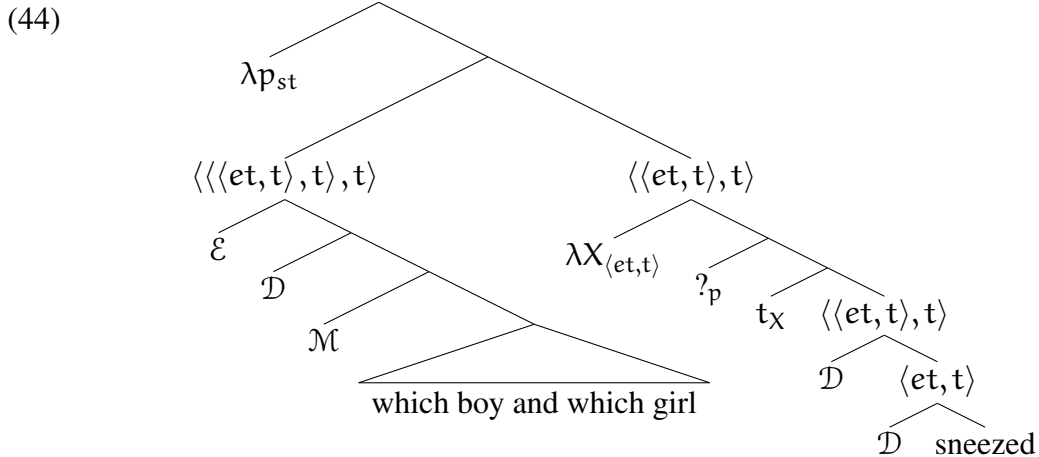 (44)
λp_st
⟨⟨⟨et, t⟩, t⟩, t⟩ ⟨⟨et, t⟩, t⟩
ℰ λX_⟨et,t⟩
𝒟 ?_p
ℳ t_X ⟨⟨et, t⟩, t⟩
𝒟 ⟨et, t⟩
which boy and which girl
𝒟 sneezed